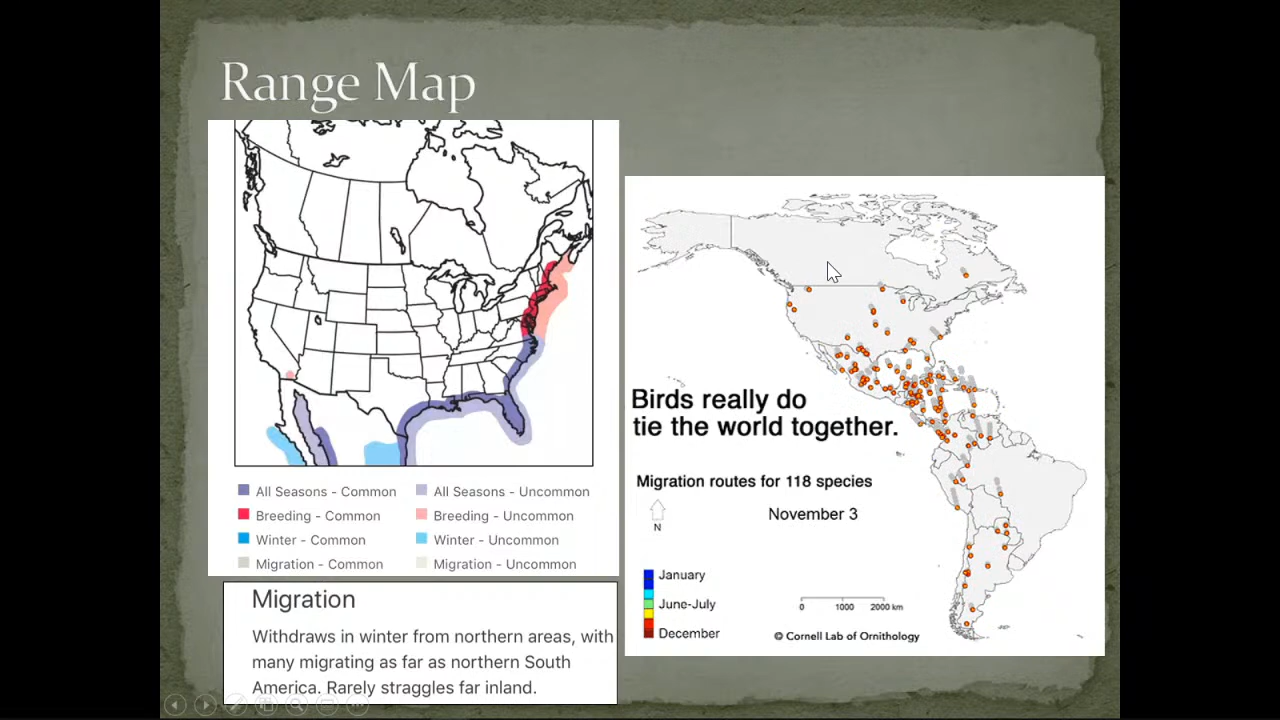 Range Map
All Seasons - Common
All Seasons - Uncommon
Breeding - Common
Breeding - Uncommon
Winter - Common
Winter - Uncommon
Migration - Common
Migration - Uncommon
Migration
Withdraws in winter from northern areas, with
many migrating as far as northern South
America. Rarely straggles far inland.
Birds really do
tie the world together.
Migration routes for 118 species
November 3
N
January
June-July
December
0 1000 2000 km
© Cornell Lab of Ornithology